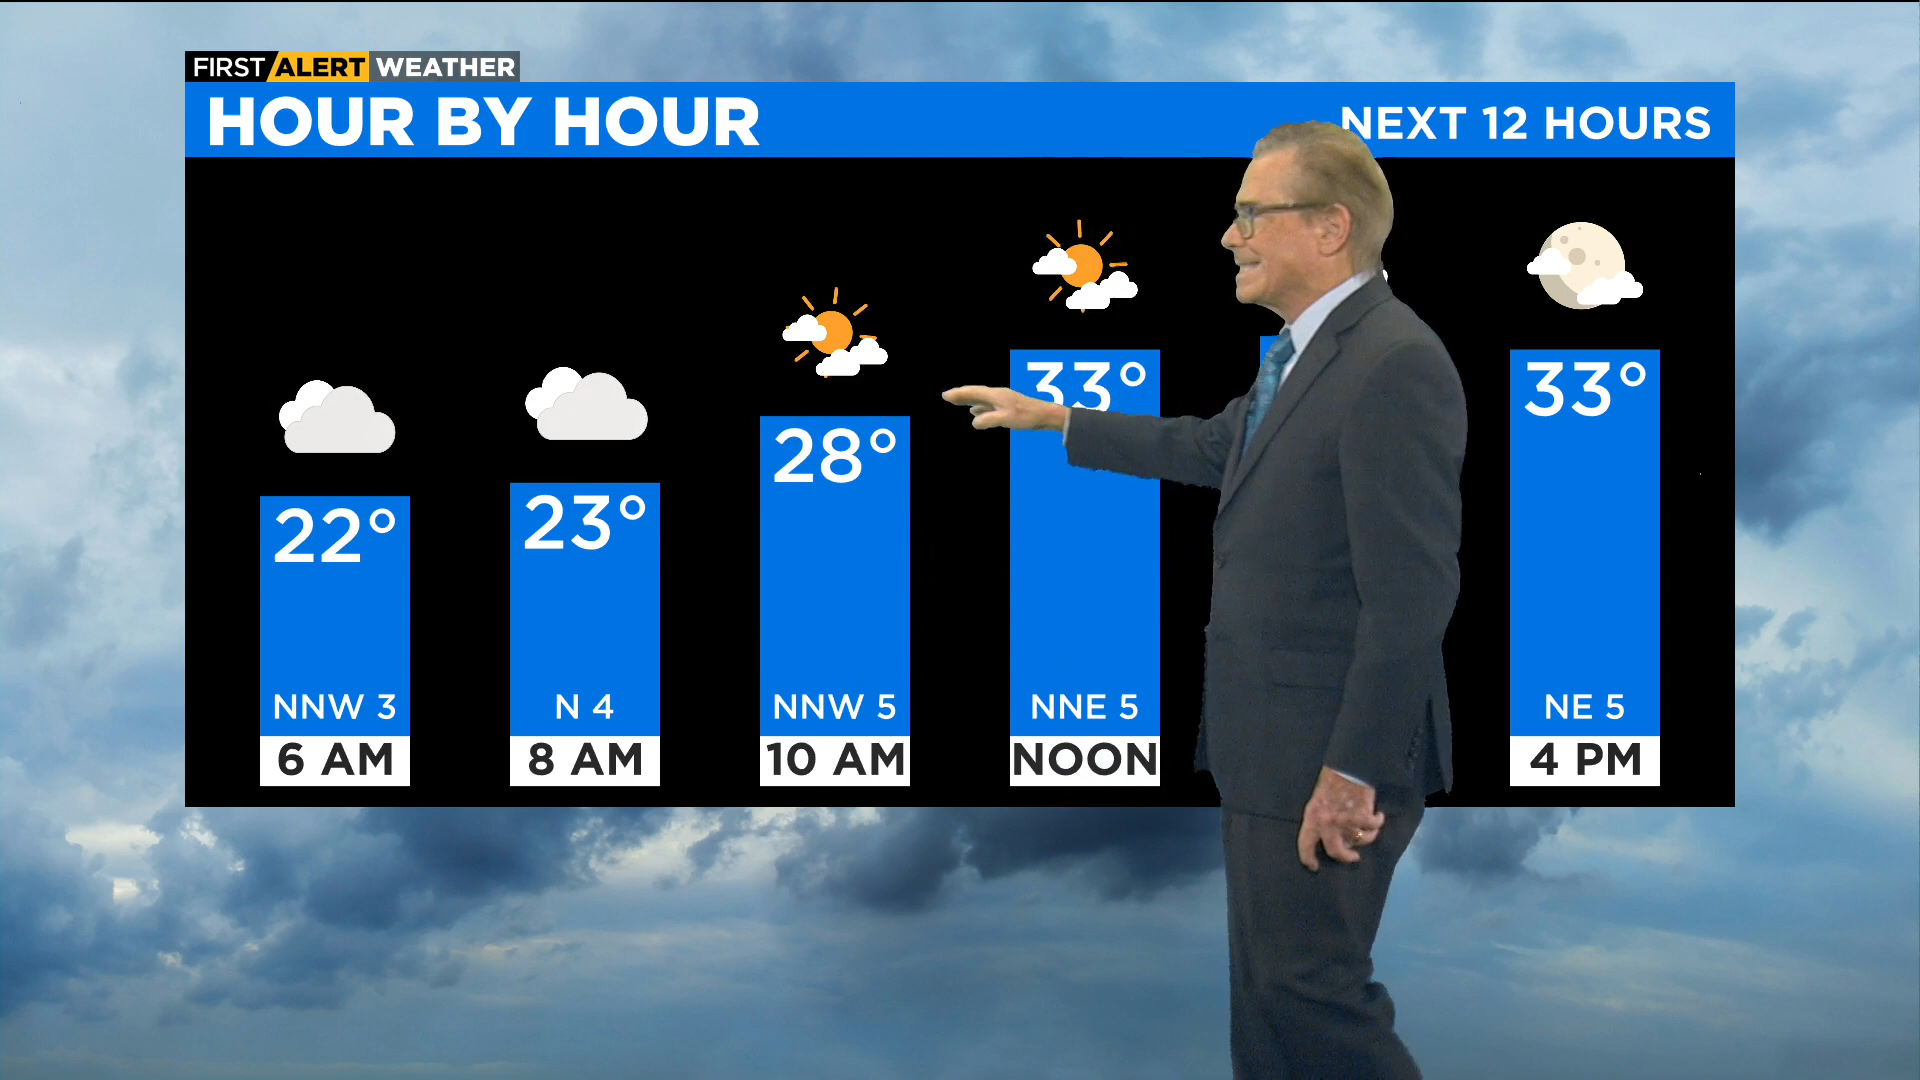 FIRST ALERT WEATHER
HOUR BY HOUR
NEXT 12 HOURS
22°
23°
28°
33°
33°
NNW 3
N 4
NNW 5
NNE 5
NE 5
6 AM
8 AM
10 AM
NOON
4 PM